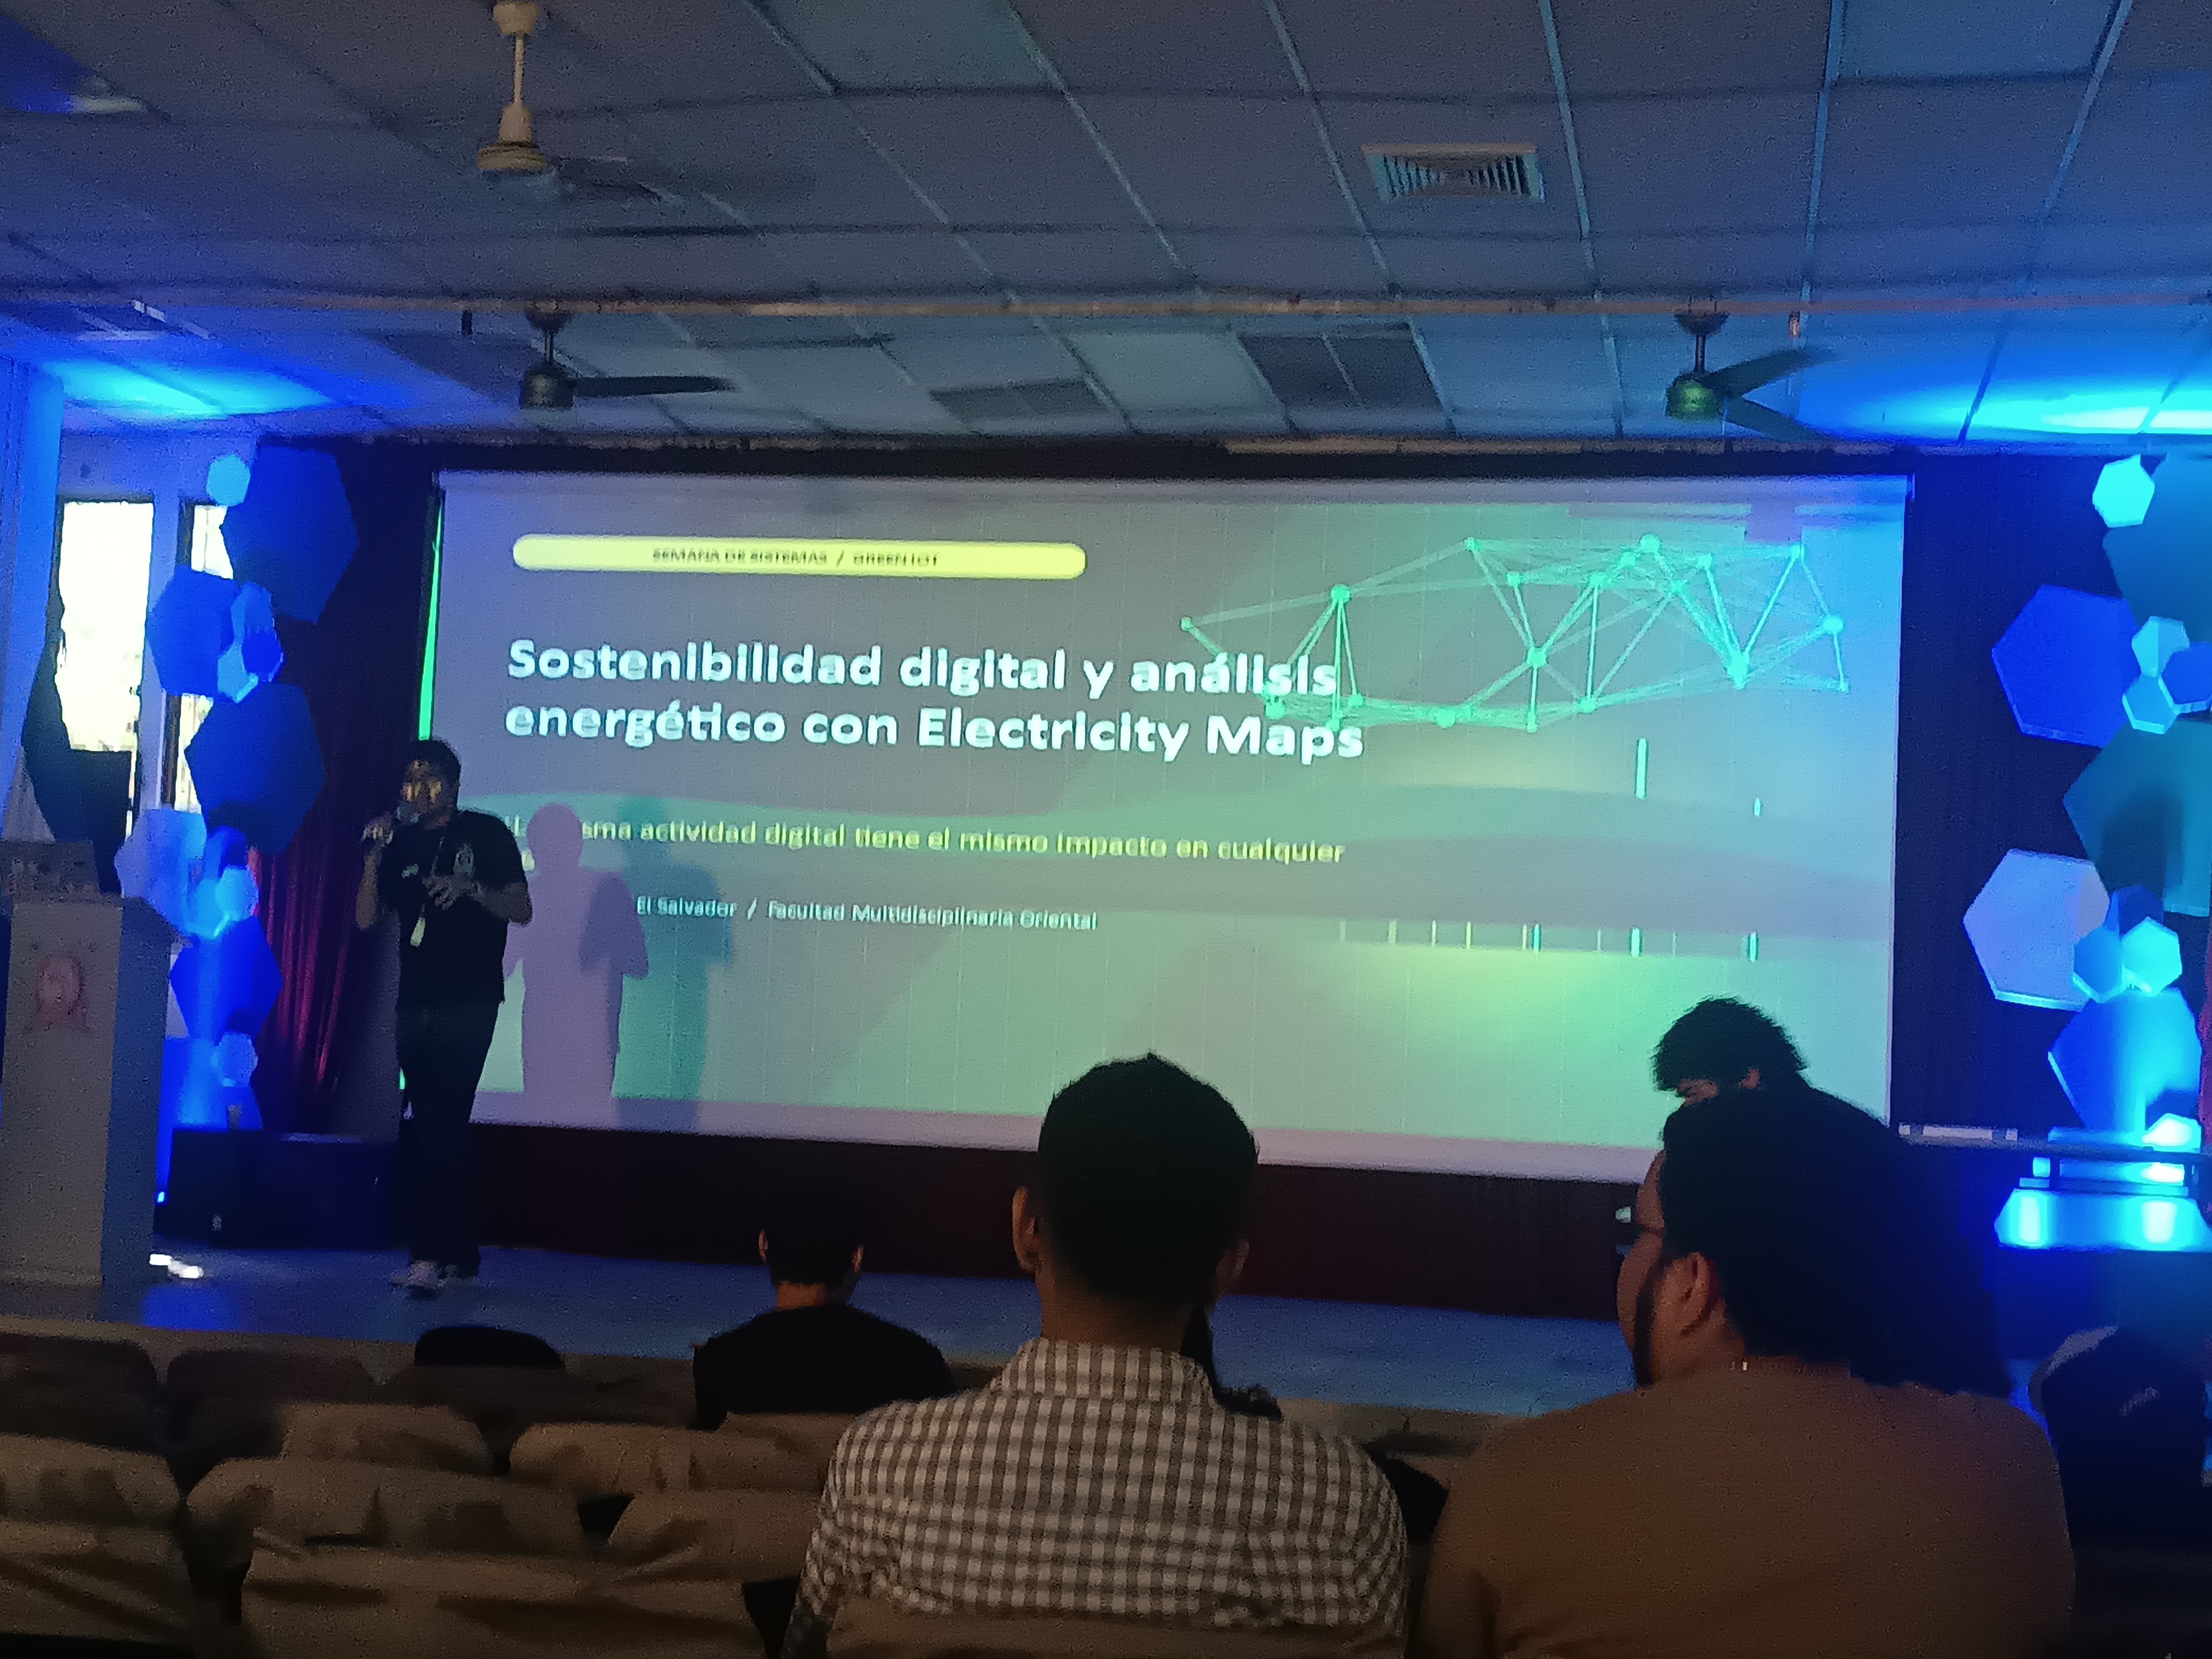 SEMANA DE SISTEMAS / GREEN IOT
Sostenibilidad digital y análisis
energético con Electricity Maps
sma actividad digital tiene el mismo impacto en cualquier
El Salvador / Facultad Multidisciplinaria Oriental